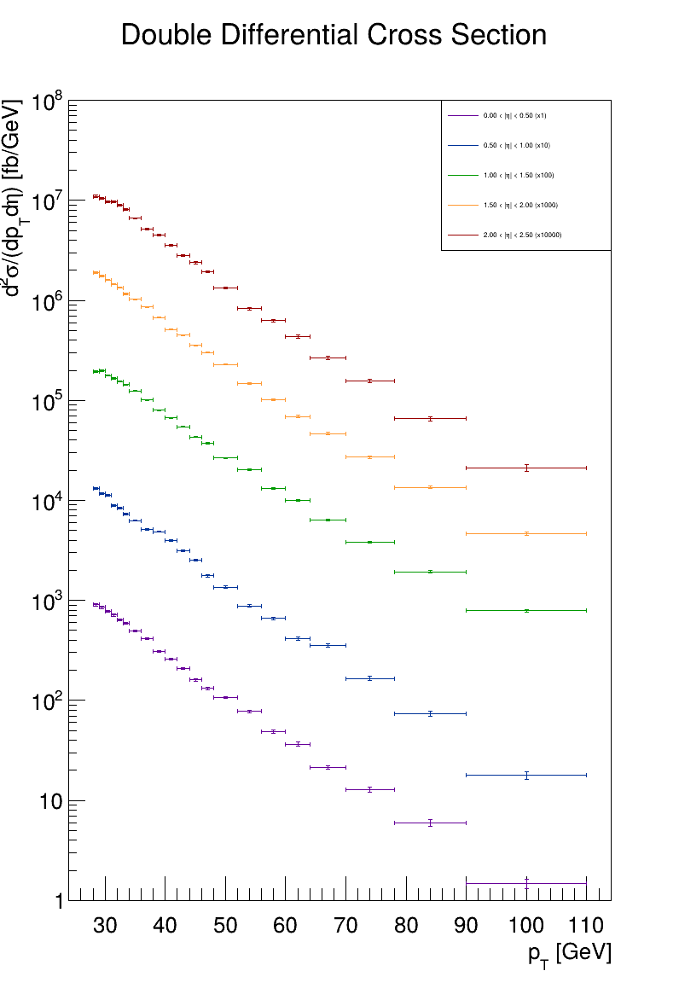 Double Differential Cross Section
d²σ/(dp_T dη) [fb/GeV]
10⁸
10⁷
10⁶
10⁵
10⁴
10³
10²
10
1
0.00 < |η| < 0.50 (x1)
0.50 < |η| < 1.00 (x10)
1.00 < |η| < 1.50 (x100)
1.50 < |η| < 2.00 (x1000)
2.00 < |η| < 2.50 (x10000)
30 40 50 60 70 80 90 100 110
p_T [GeV]